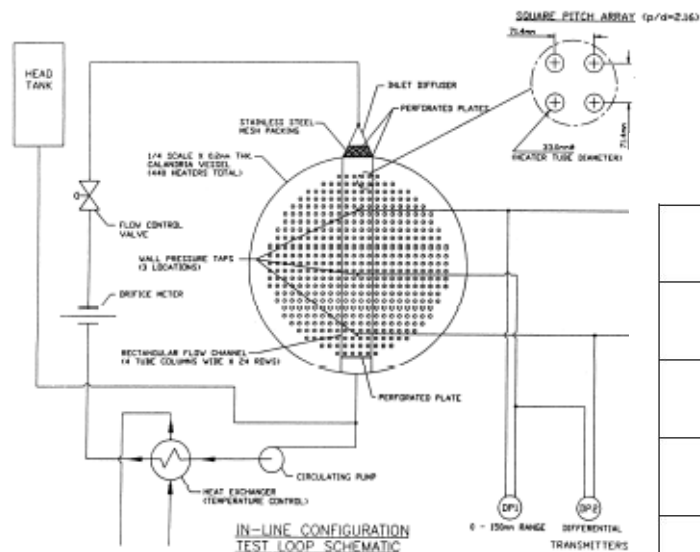 SQUARE PITCH ARRAY (p/d=2.16)
71.4mm
71.4mm
33.0mmØ
(HEATER TUBE DIAMETER)
HEAD
TANK
INLET DIFFUSER
PERFORATED PLATES
STAINLESS STEEL
MESH PACKING
1/4 SCALE X 0.2mm THK.
CALANDRIA VESSEL
(440 HEATERS TOTAL)
FLOW CONTROL
VALVE
WALL PRESSURE TAPS
(3 LOCATIONS)
ORIFICE METER
RECTANGULAR FLOW CHANNEL
(4 TUBE COLUMNS WIDE X 24 ROWS)
PERFORATED PLATE
CIRCULATING PUMP
HEAT EXCHANGER
(TEMPERATURE CONTROL)
DP1
DP2
0 - 150mm RANGE
DIFFERENTIAL
TRANSMITTERS
IN-LINE CONFIGURATION
TEST LOOP SCHEMATIC